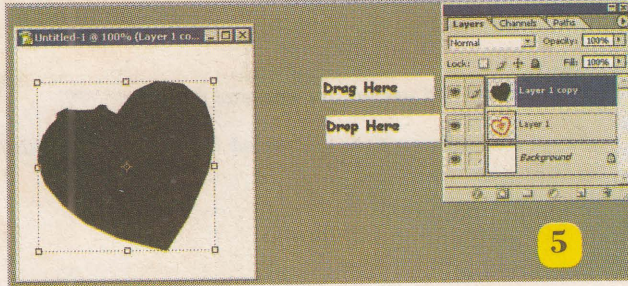 Untitled-1 @ 100% (Layer 1 co...
Layers Channels Paths
Normal Opacity: 100%
Lock: Fill: 100%
Drag Here
Layer 1 copy
Drop Here
Layer 1
Background
5